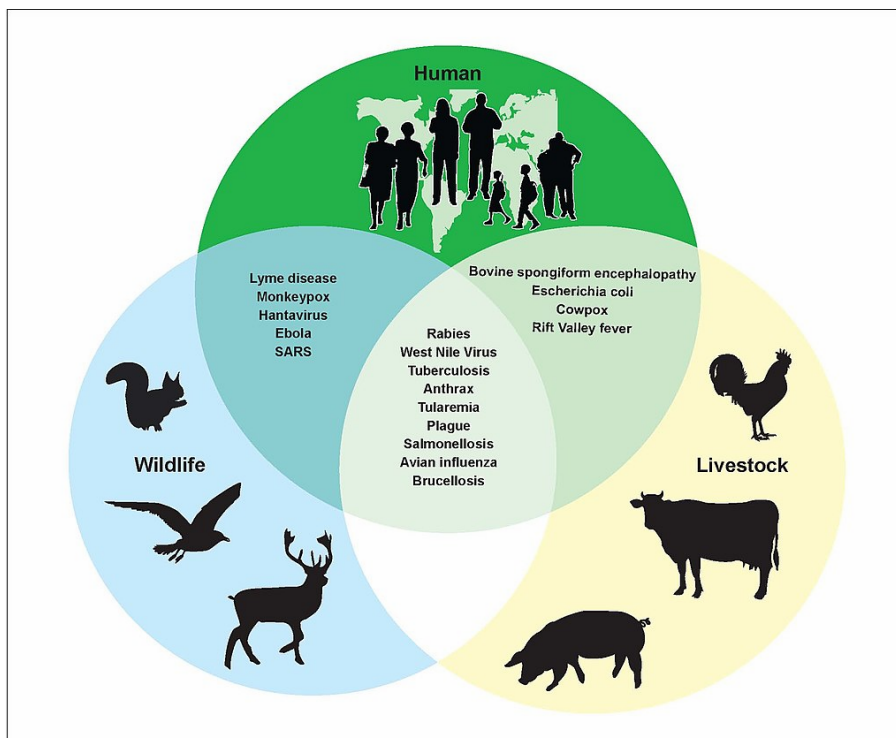 Human
Lyme disease
Monkeypox
Hantavirus
Ebola
SARS
Bovine spongiform encephalopathy
Escherichia coli
Cowpox
Rift Valley fever
Rabies
West Nile Virus
Tuberculosis
Anthrax
Tularemia
Plague
Salmonellosis
Avian influenza
Brucellosis
Wildlife
Livestock